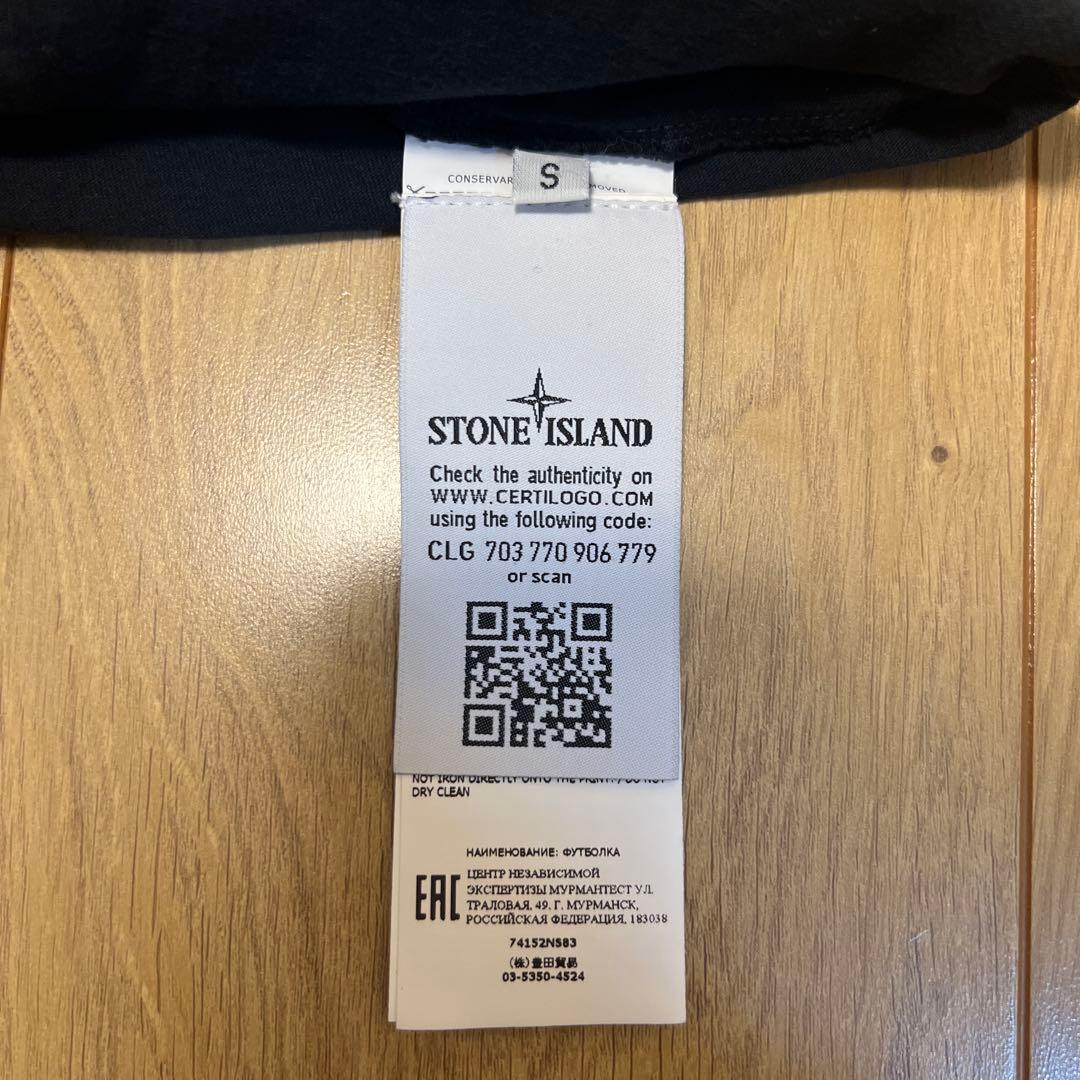 S
CONSERVAR
MOVED
STONE ISLAND
Check the authenticity on
WWW.CERTILOGO.COM
using the following code:
CLG 703 770 906 779
or scan
NOT IRON DIRECTLY ONTO THE PRINT. / DO NOT
DRY CLEAN
НАИМЕНОВАНИЕ: ФУТБОЛКА
EAC
ЦЕНТР НЕЗАВИСИМОЙ
ЭКСПЕРТИЗЫ МУРМАНТЕСТ УЛ.
ТРАЛОВАЯ, 49, Г. МУРМАНСК,
РОССИЙСКАЯ ФЕДЕРАЦИЯ, 183038
74152NS83
(株)豊田貿易
03-5350-4524